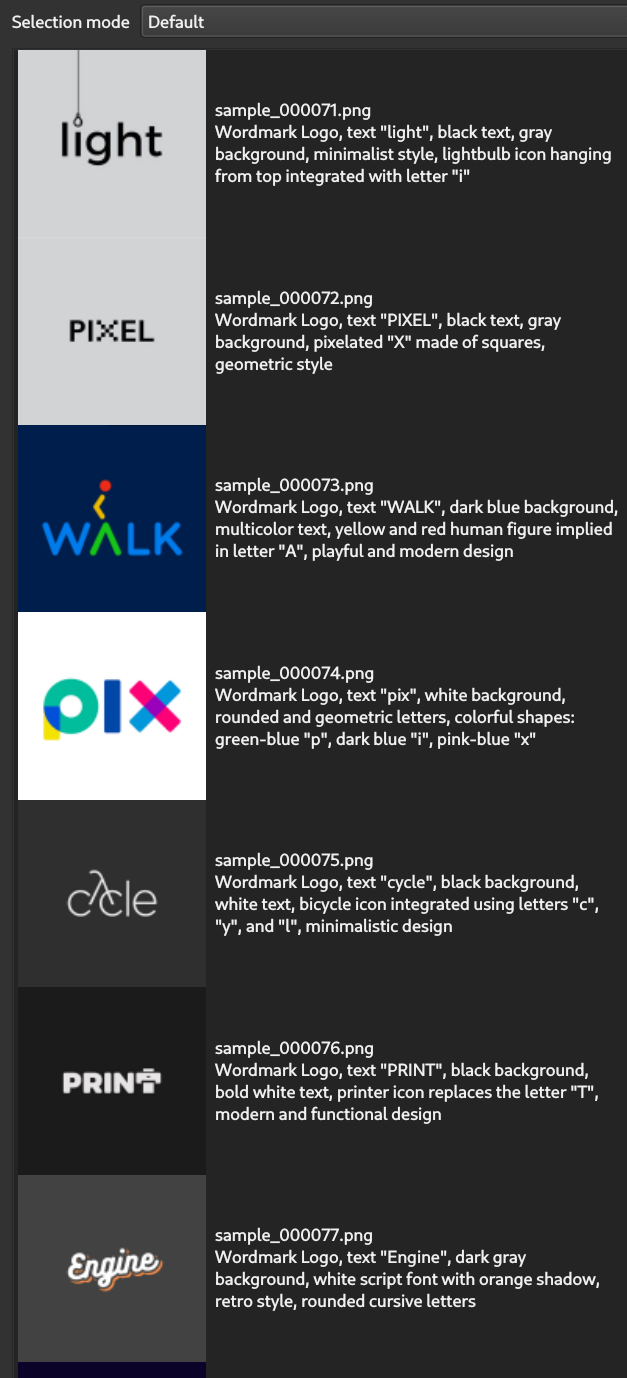 Selection mode Default
light
sample_000071.png
Wordmark Logo, text "light", black text, gray
background, minimalist style, lightbulb icon hanging
from top integrated with letter "i"
PIXEL
sample_000072.png
Wordmark Logo, text "PIXEL", black text, gray
background, pixelated "X" made of squares,
geometric style
WALK
sample_000073.png
Wordmark Logo, text "WALK", dark blue background,
multicolor text, yellow and red human figure implied
in letter "A", playful and modern design
pix
sample_000074.png
Wordmark Logo, text "pix", white background,
rounded and geometric letters, colorful shapes:
green-blue "p", dark blue "i", pink-blue "x"
cycle
sample_000075.png
Wordmark Logo, text "cycle", black background,
white text, bicycle icon integrated using letters "c",
"y", and "l", minimalistic design
PRINT
sample_000076.png
Wordmark Logo, text "PRINT", black background,
bold white text, printer icon replaces the letter "T",
modern and functional design
Engine
sample_000077.png
Wordmark Logo, text "Engine", dark gray
background, white script font with orange shadow,
retro style, rounded cursive letters